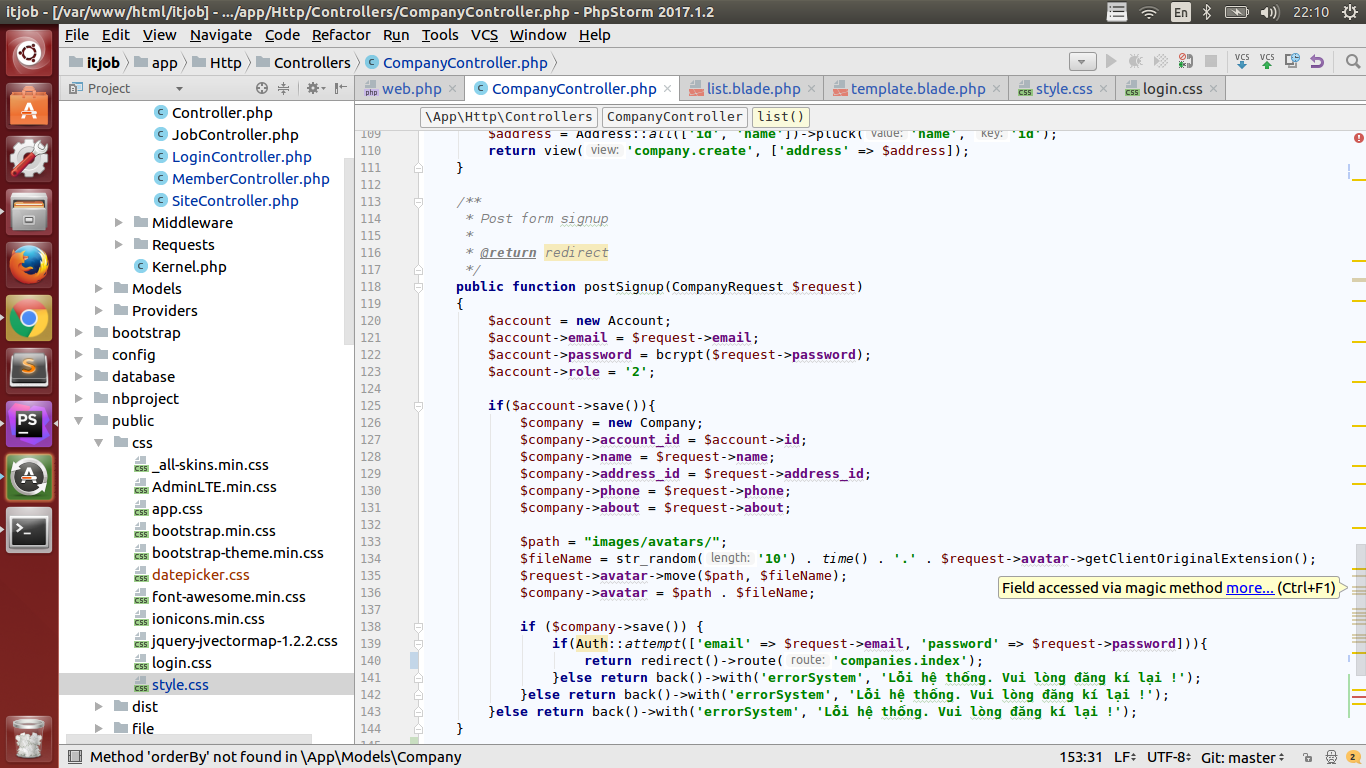 itjob - [/var/www/html/itjob] - .../app/Http/Controllers/CompanyController.php - PhpStorm 2017.1.2
En
22:10
File Edit View Navigate Code Refactor Run Tools VCS Window Help
itjob app Http Controllers CompanyController.php
VCS VCS
Project
web.php CompanyController.php list.blade.php template.blade.php style.css login.css
\App\Http\Controllers CompanyController list()
Controller.php
JobController.php
LoginController.php
MemberController.php
SiteController.php
Middleware
Requests
Kernel.php
Models
Providers
bootstrap
config
database
nbproject
public
css
_all-skins.min.css
AdminLTE.min.css
app.css
bootstrap.min.css
bootstrap-theme.min.css
datepicker.css
font-awesome.min.css
ionicons.min.css
jquery-jvectormap-1.2.2.css
login.css
style.css
dist
file
109 $address = Address::all(['id', 'name'])->pluck( value: 'name', key: 'id');
110 return view( view: 'company.create', ['address' => $address]);
111 }
112
113 /**
114 * Post form signup
115 *
116 * @return redirect
117 */
118 public function postSignup(CompanyRequest $request)
119 {
120 $account = new Account;
121 $account->email = $request->email;
122 $account->password = bcrypt($request->password);
123 $account->role = '2';
124
125 if($account->save()){
126 $company = new Company;
127 $company->account_id = $account->id;
128 $company->name = $request->name;
129 $company->address_id = $request->address_id;
130 $company->phone = $request->phone;
131 $company->about = $request->about;
132
133 $path = "images/avatars/";
134 $fileName = str_random( length: '10') . time() . '.' . $request->avatar->getClientOriginalExtension();
135 $request->avatar->move($path, $fileName);
136 $company->avatar = $path . $fileName;
137
138 if ($company->save()) {
139 if(Auth::attempt(['email' => $request->email, 'password' => $request->password])){
140 return redirect()->route( route: 'companies.index');
141 }else return back()->with('errorSystem', 'Lỗi hệ thống. Vui lòng đăng kí lại !');
142 }else return back()->with('errorSystem', 'Lỗi hệ thống. Vui lòng đăng kí lại !');
143 }else return back()->with('errorSystem', 'Lỗi hệ thống. Vui lòng đăng kí lại !');
144 }
Field accessed via magic method more... (Ctrl+F1)
Method 'orderBy' not found in \App\Models\Company
153:31 LF UTF-8 Git: master 2